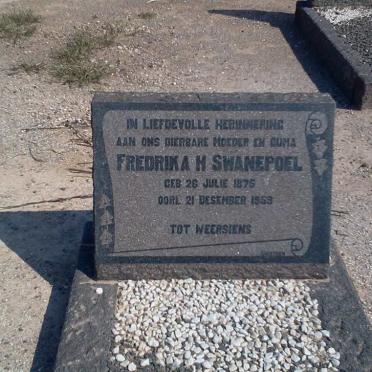 IN LIEFDEVOLLE HERINNERING
AAN ONS DIERBARE MOEDER EN OUMA
FREDRIKA H SWANEPOEL
GEB 26 JULIE 1875
OORL 21 DESEMBER 1959
TOT WEERSIENS